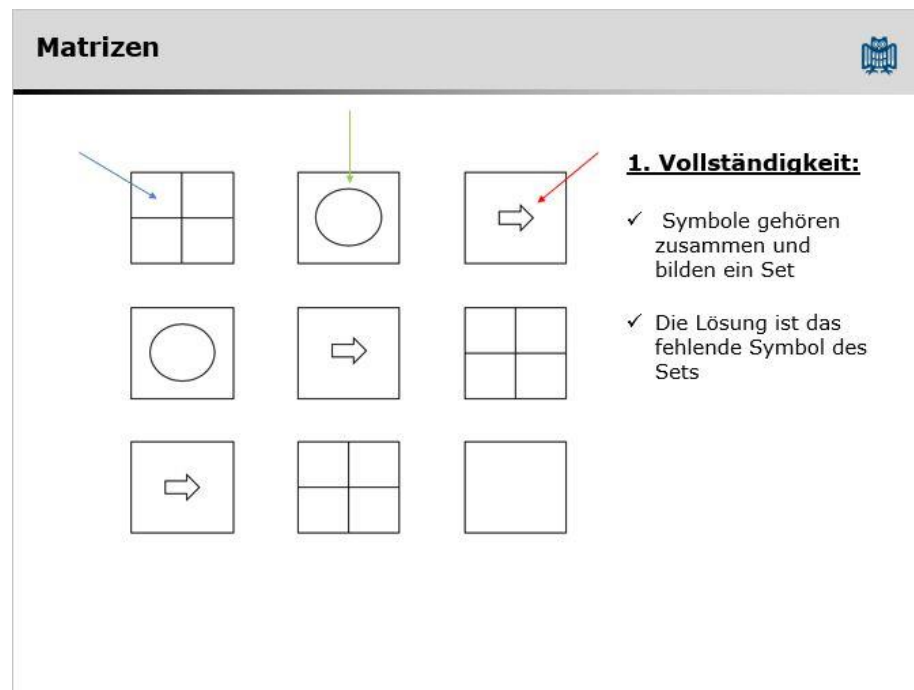 Matrizen
1. Vollständigkeit:
✓ Symbole gehören
zusammen und
bilden ein Set
✓ Die Lösung ist das
fehlende Symbol des
Sets